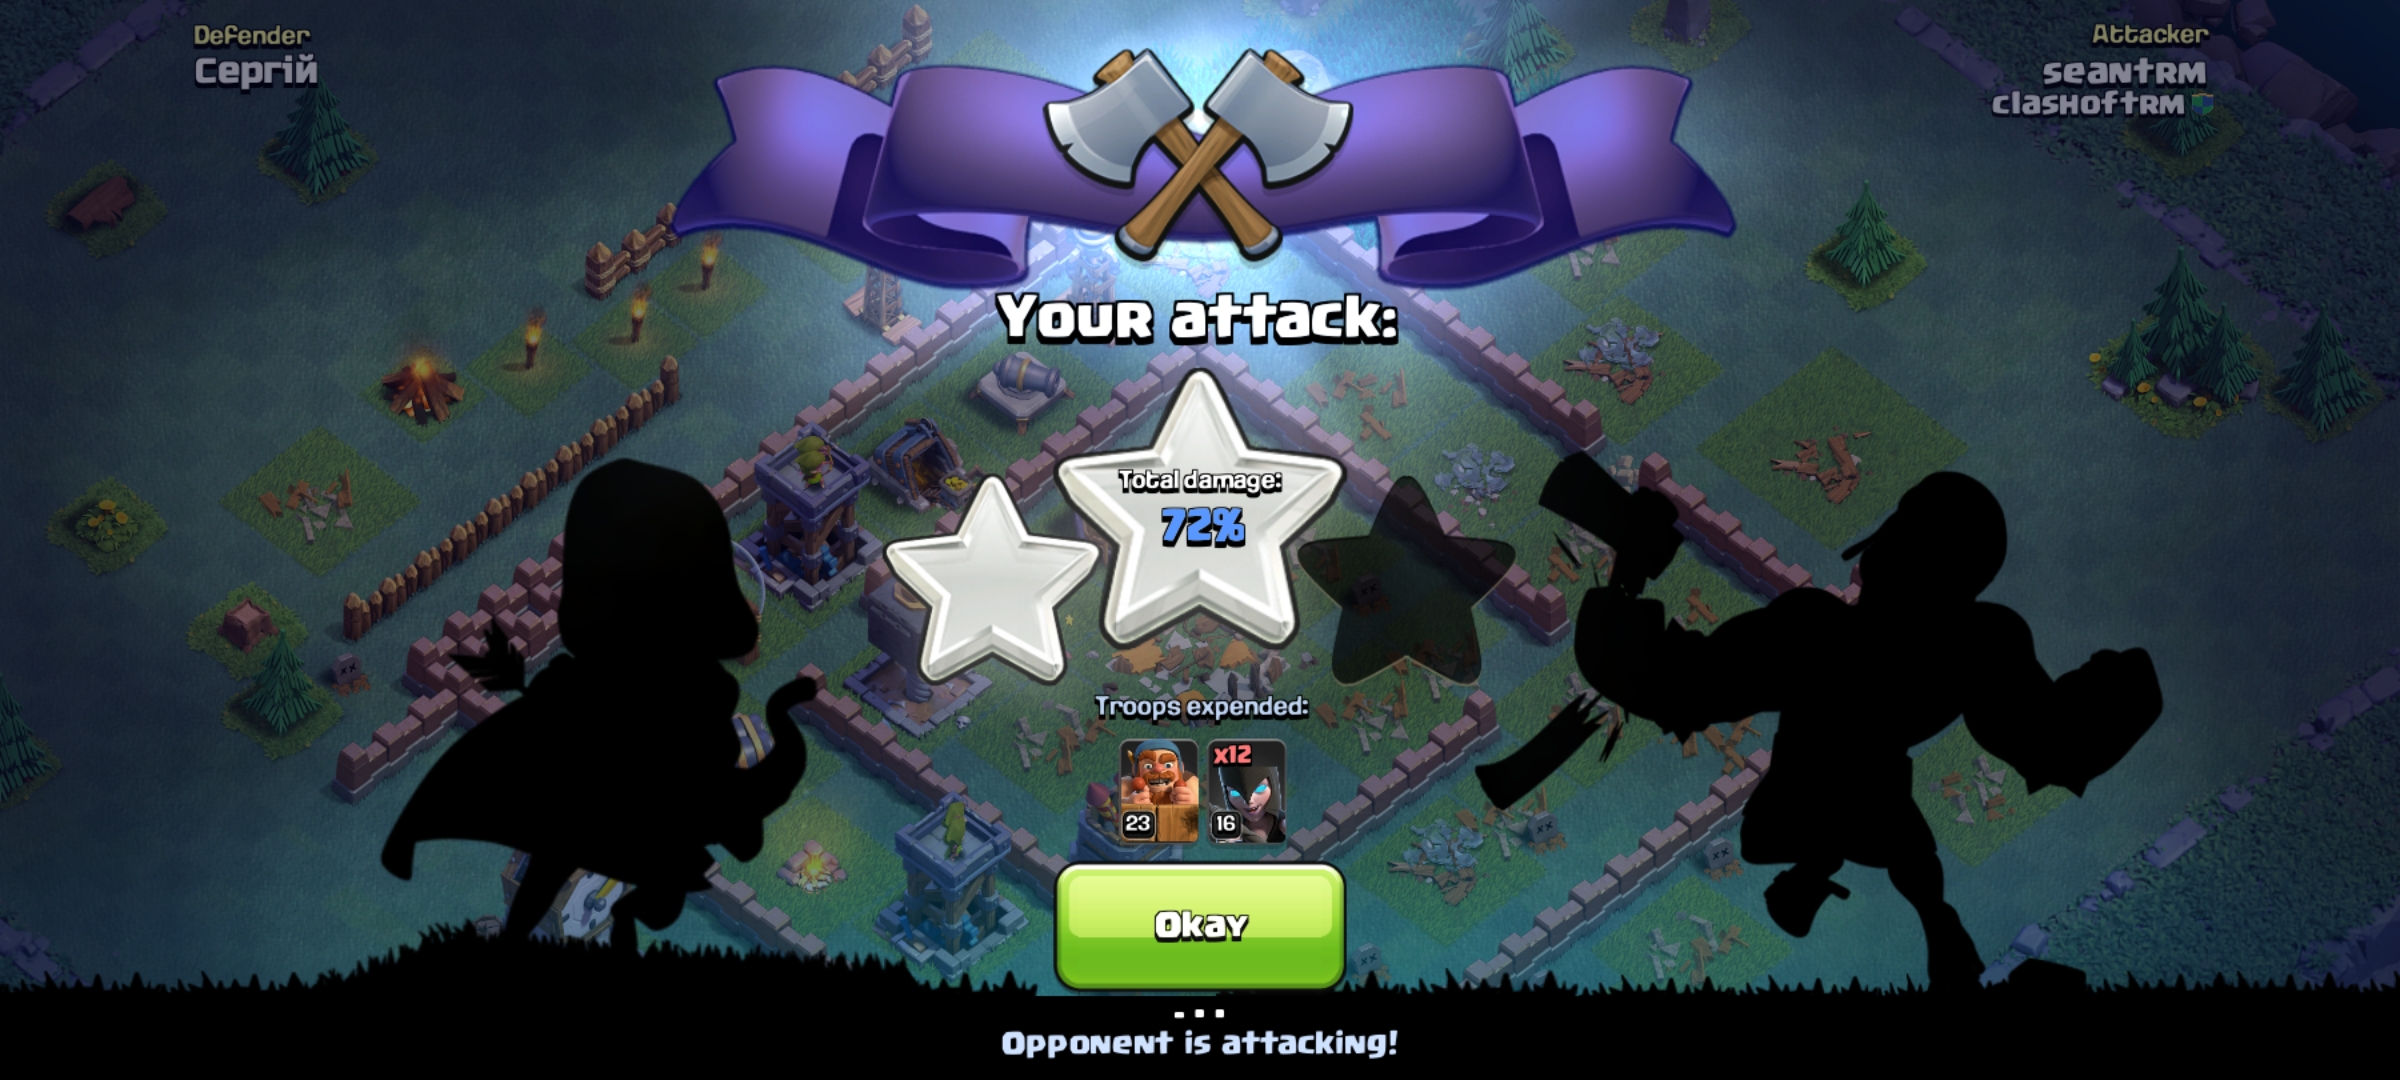 Defender
Сергій
Attacker
seantRM
clashoftRM
Your attack:
Total damage:
72%
Troops expended:
x12
23
16
Okay
...
Opponent is attacking!